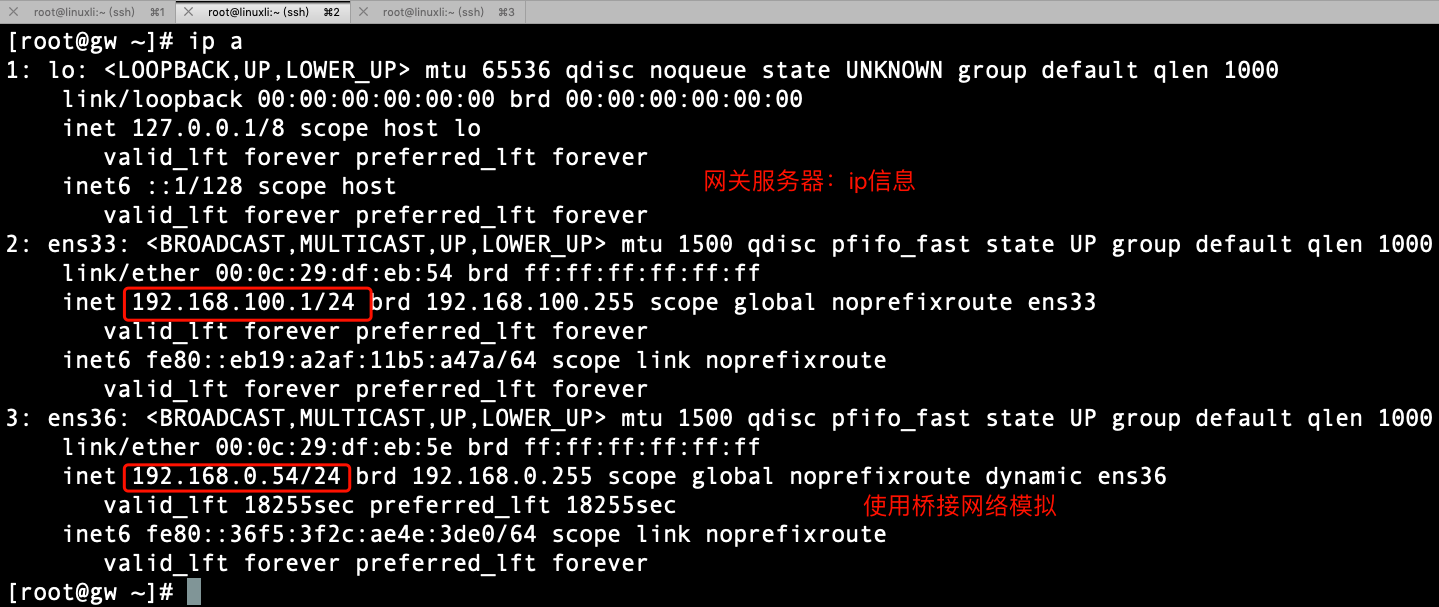 root@linuxli:~ (ssh) ⌘1 root@linuxli:~ (ssh) ⌘2 root@linuxli:~ (ssh) ⌘3
[root@gw ~]# ip a
1: lo: <LOOPBACK,UP,LOWER_UP> mtu 65536 qdisc noqueue state UNKNOWN group default qlen 1000
link/loopback 00:00:00:00:00:00 brd 00:00:00:00:00:00
inet 127.0.0.1/8 scope host lo
valid_lft forever preferred_lft forever
网关服务器：ip信息
inet6 ::1/128 scope host
valid_lft forever preferred_lft forever
2: ens33: <BROADCAST,MULTICAST,UP,LOWER_UP> mtu 1500 qdisc pfifo_fast state UP group default qlen 1000
link/ether 00:0c:29:df:eb:54 brd ff:ff:ff:ff:ff:ff
inet 192.168.100.1/24 brd 192.168.100.255 scope global noprefixroute ens33
valid_lft forever preferred_lft forever
inet6 fe80::eb19:a2af:11b5:a47a/64 scope link noprefixroute
valid_lft forever preferred_lft forever
3: ens36: <BROADCAST,MULTICAST,UP,LOWER_UP> mtu 1500 qdisc pfifo_fast state UP group default qlen 1000
link/ether 00:0c:29:df:eb:5e brd ff:ff:ff:ff:ff:ff
inet 192.168.0.54/24 brd 192.168.0.255 scope global noprefixroute dynamic ens36
valid_lft 18255sec preferred_lft 18255sec
使用桥接网络模拟
inet6 fe80::36f5:3f2c:ae4e:3de0/64 scope link noprefixroute
valid_lft forever preferred_lft forever
[root@gw ~]#